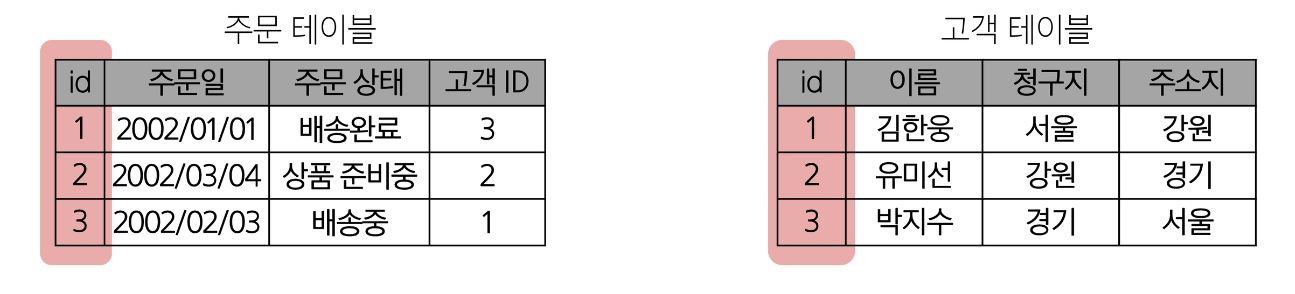 주문 테이블
id 주문일 주문 상태 고객 ID
1 2002/01/01 배송완료 3
2 2002/03/04 상품 준비중 2
3 2002/02/03 배송중 1
고객 테이블
id 이름 청구지 주소지
1 김한웅 서울 강원
2 유미선 강원 경기
3 박지수 경기 서울